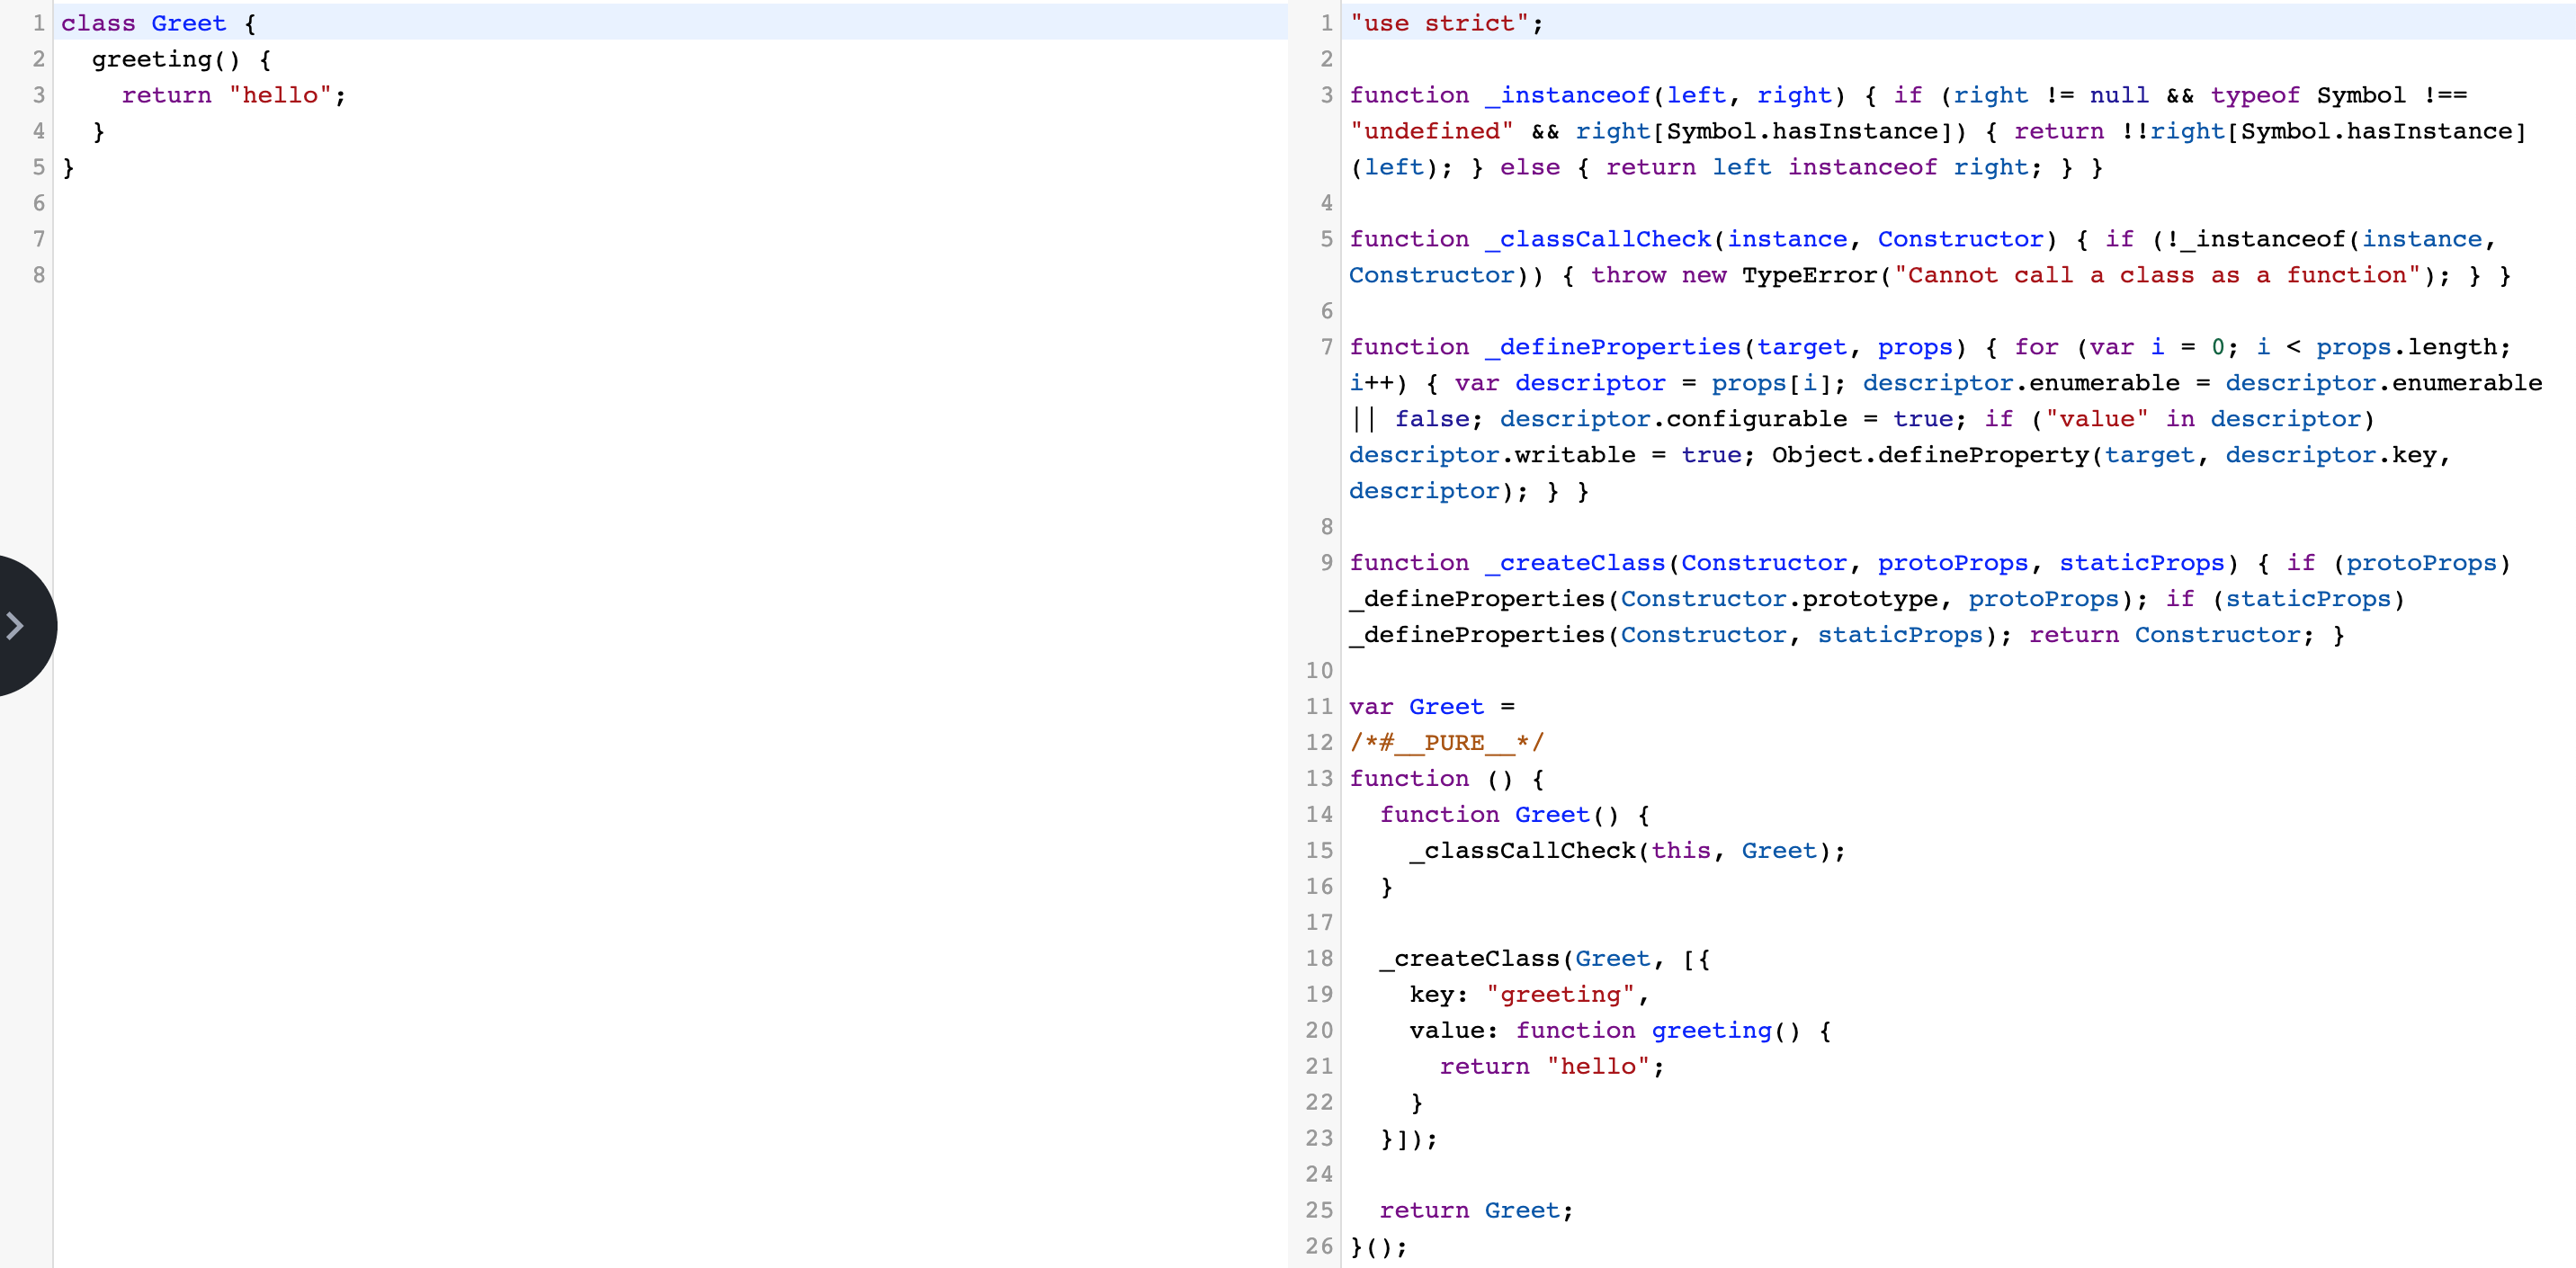 1 class Greet {
2   greeting() {
3     return "hello";
4   }
5 }
6
7
8
1 "use strict";
2
3 function _instanceof(left, right) { if (right != null && typeof Symbol !==
"undefined" && right[Symbol.hasInstance]) { return !!right[Symbol.hasInstance]
(left); } else { return left instanceof right; } }
4
5 function _classCallCheck(instance, Constructor) { if (!_instanceof(instance,
Constructor)) { throw new TypeError("Cannot call a class as a function"); } }
6
7 function _defineProperties(target, props) { for (var i = 0; i < props.length;
i++) { var descriptor = props[i]; descriptor.enumerable = descriptor.enumerable
|| false; descriptor.configurable = true; if ("value" in descriptor)
descriptor.writable = true; Object.defineProperty(target, descriptor.key,
descriptor); } }
8
9 function _createClass(Constructor, protoProps, staticProps) { if (protoProps)
_defineProperties(Constructor.prototype, protoProps); if (staticProps)
_defineProperties(Constructor, staticProps); return Constructor; }
10
11 var Greet =
12 /*#__PURE__*/
13 function () {
14   function Greet() {
15     _classCallCheck(this, Greet);
16   }
17
18   _createClass(Greet, [{
19     key: "greeting",
20     value: function greeting() {
21       return "hello";
22     }
23   }]);
24
25   return Greet;
26 }();